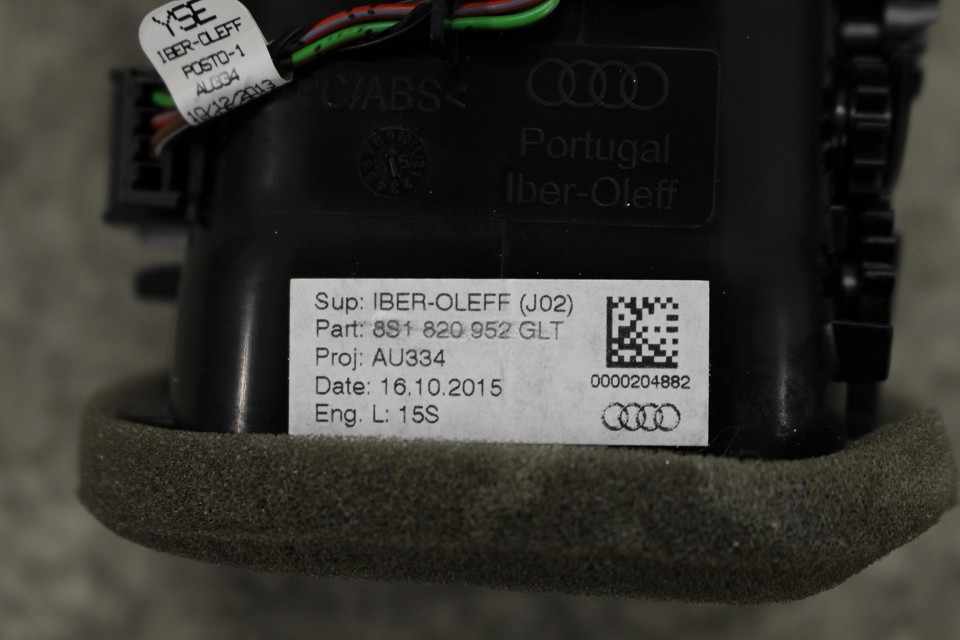 YSE
IBER-OLEFF
POSTO-1
AU334
PC/ABS<
Portugal
Iber-Oleff
15
Sup: IBER-OLEFF (J02)
Part: 8S1 820 952 GLT
Proj: AU334
Date: 16.10.2015
Eng. L: 15S
0000204882